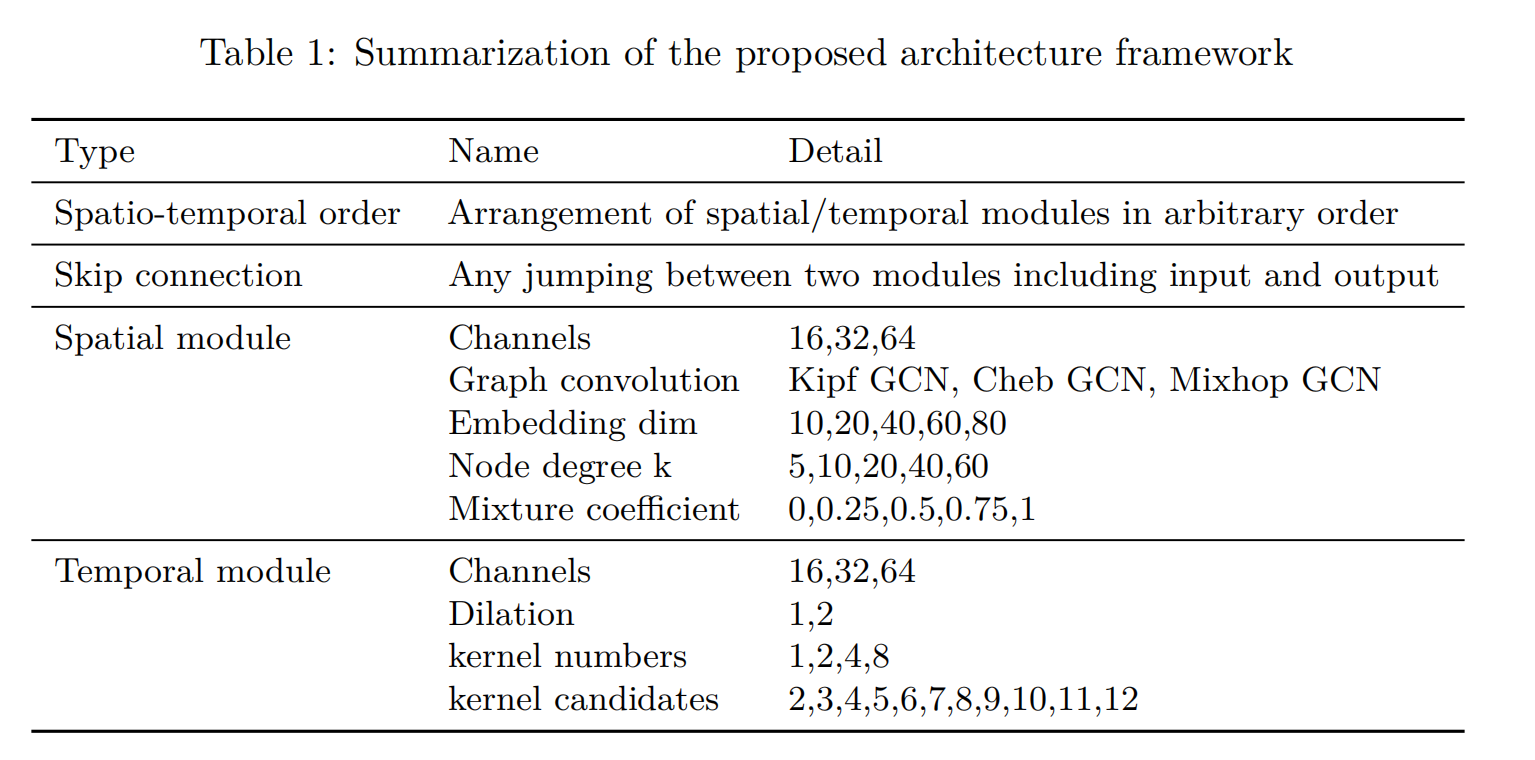 Table 1: Summarization of the proposed architecture framework
Type Name Detail
Spatio-temporal order Arrangement of spatial/temporal modules in arbitrary order
Skip connection Any jumping between two modules including input and output
Spatial module Channels 16,32,64
Graph convolution Kipf GCN, Cheb GCN, Mixhop GCN
Embedding dim 10,20,40,60,80
Node degree k 5,10,20,40,60
Mixture coefficient 0,0.25,0.5,0.75,1
Temporal module Channels 16,32,64
Dilation 1,2
kernel numbers 1,2,4,8
kernel candidates 2,3,4,5,6,7,8,9,10,11,12